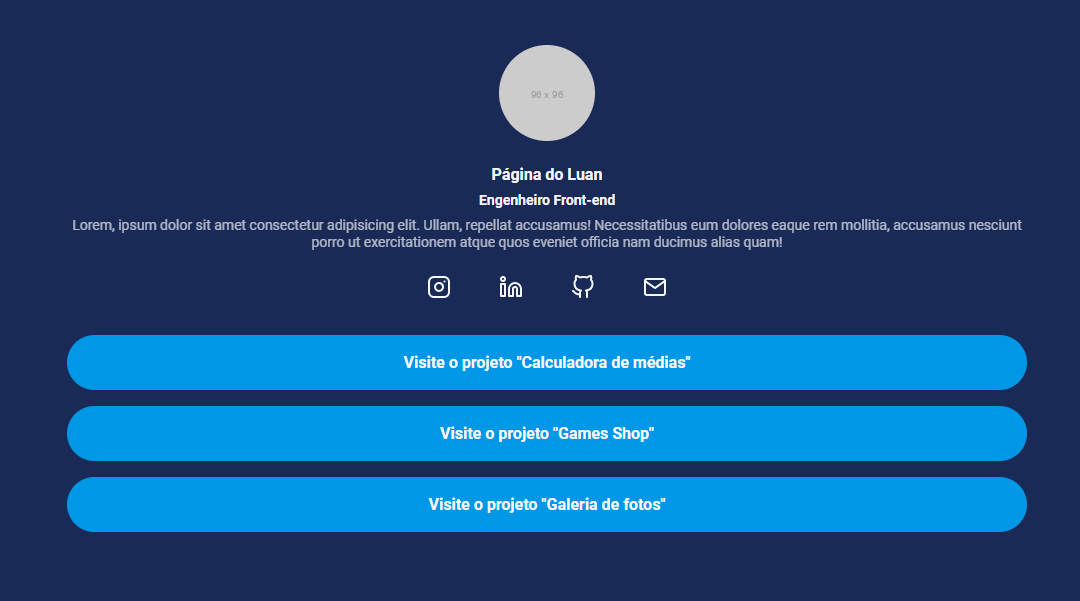 96 x 96
Página do Luan
Engenheiro Front-end
Lorem, ipsum dolor sit amet consectetur adipisicing elit. Ullam, repellat accusamus! Necessitatibus eum dolores eaque rem mollitia, accusamus nesciunt
porro ut exercitationem atque quos eveniet officia nam ducimus alias quam!
Visite o projeto "Calculadora de médias"
Visite o projeto "Games Shop"
Visite o projeto "Galeria de fotos"